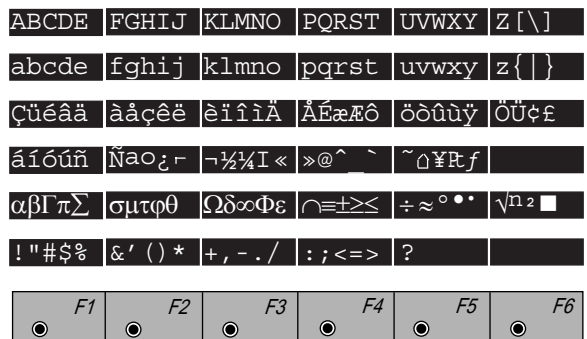 ABCDE FGHIJ KLMNO PQRST UVWXY Z[\]
abcde fghij klmno pqrst uvwxy z{|}
Çüéâä àåçêë èïîìÄ ÅÉæÆô öòûùÿ ÖÜ¢£
áíóúñ Ñao¿⌐ ¬½¼I« »@^_` ~⌂¥₧ƒ
αβΓπΣ σμτφθ Ωδ∞Φε ∩≡±≥≤ ÷≈°•· √ⁿ²■
!"#$% &'()* +,-./ :;<=> ?
F1 F2 F3 F4 F5 F6